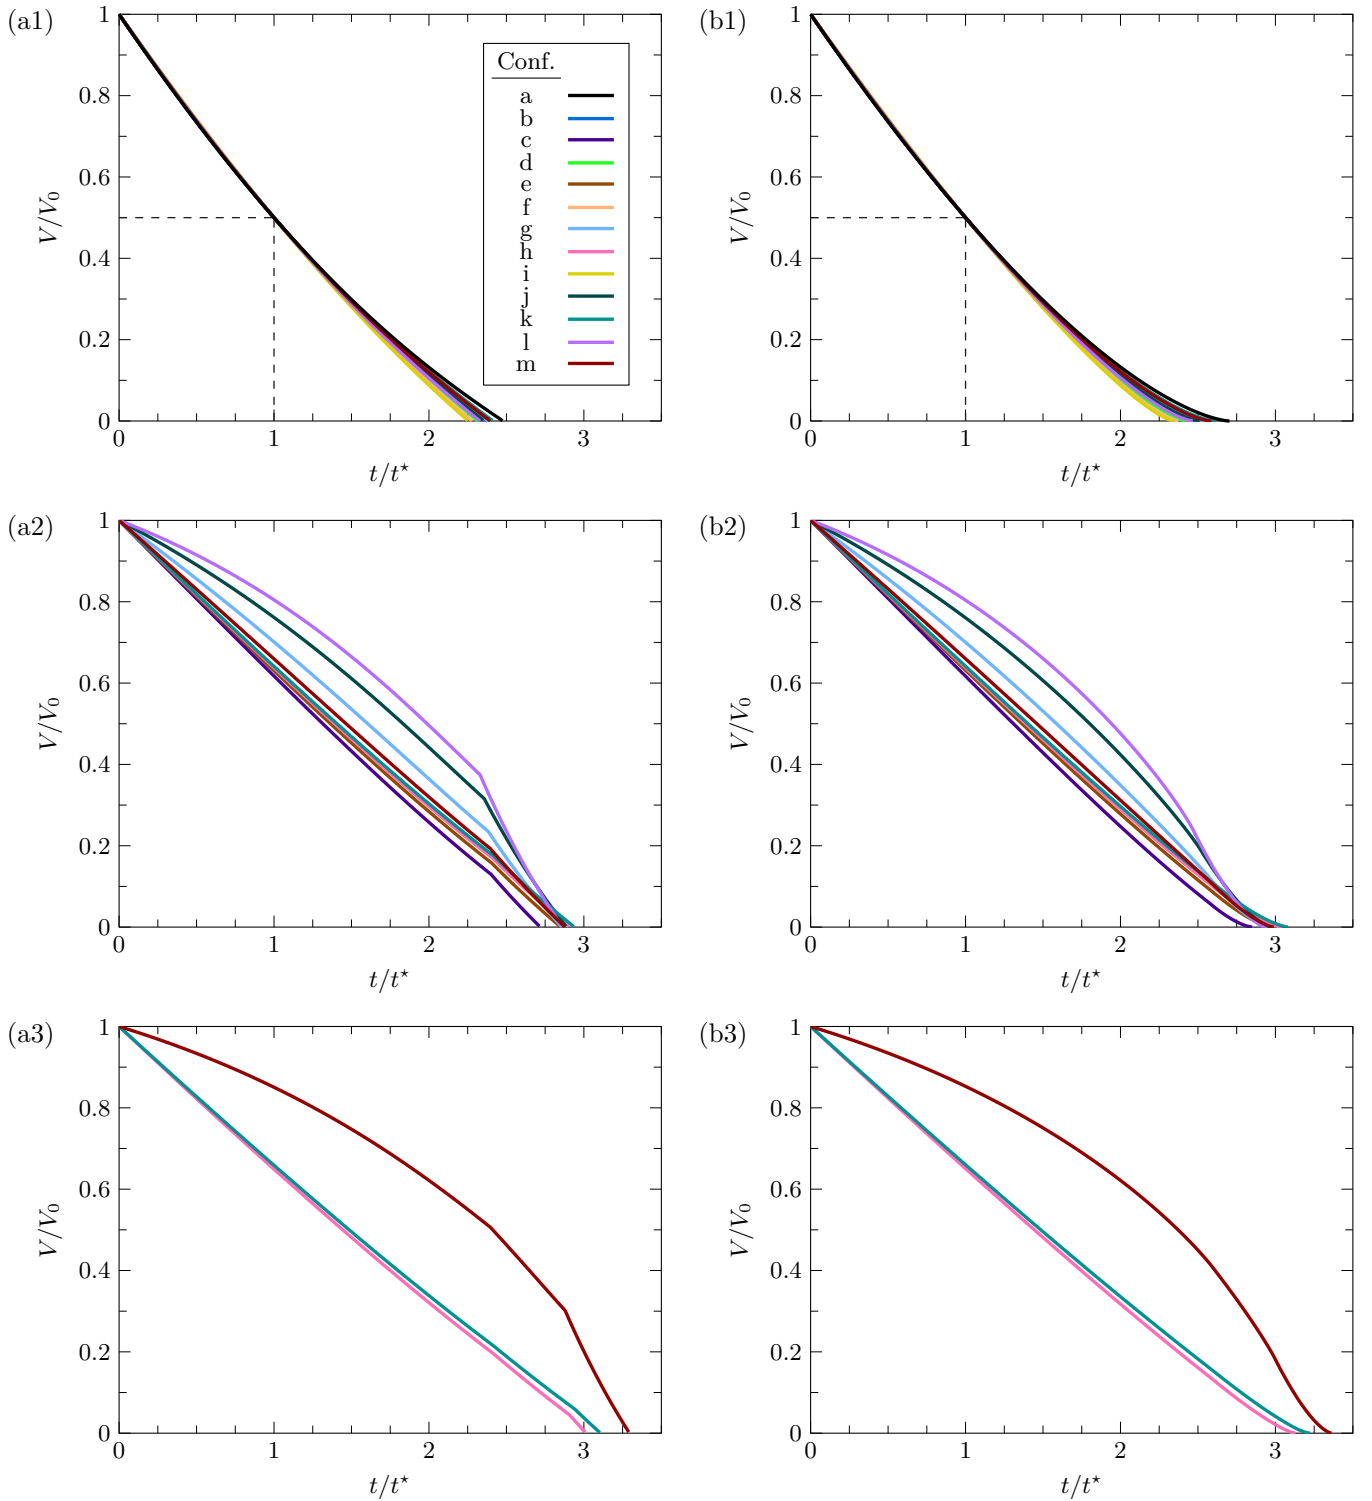 (a1)
1
0.8
0.6
0.4
0.2
0
V/V₀
0 1 2 3
t/t⋆
Conf.
a
b
c
d
e
f
g
h
i
j
k
l
m
(b1)
1
0.8
0.6
0.4
0.2
0
V/V₀
0 1 2 3
t/t⋆
(a2)
1
0.8
0.6
0.4
0.2
0
V/V₀
0 1 2 3
t/t⋆
(b2)
1
0.8
0.6
0.4
0.2
0
V/V₀
0 1 2 3
t/t⋆
(a3)
1
0.8
0.6
0.4
0.2
0
V/V₀
0 1 2 3
t/t⋆
(b3)
1
0.8
0.6
0.4
0.2
0
V/V₀
0 1 2 3
t/t⋆